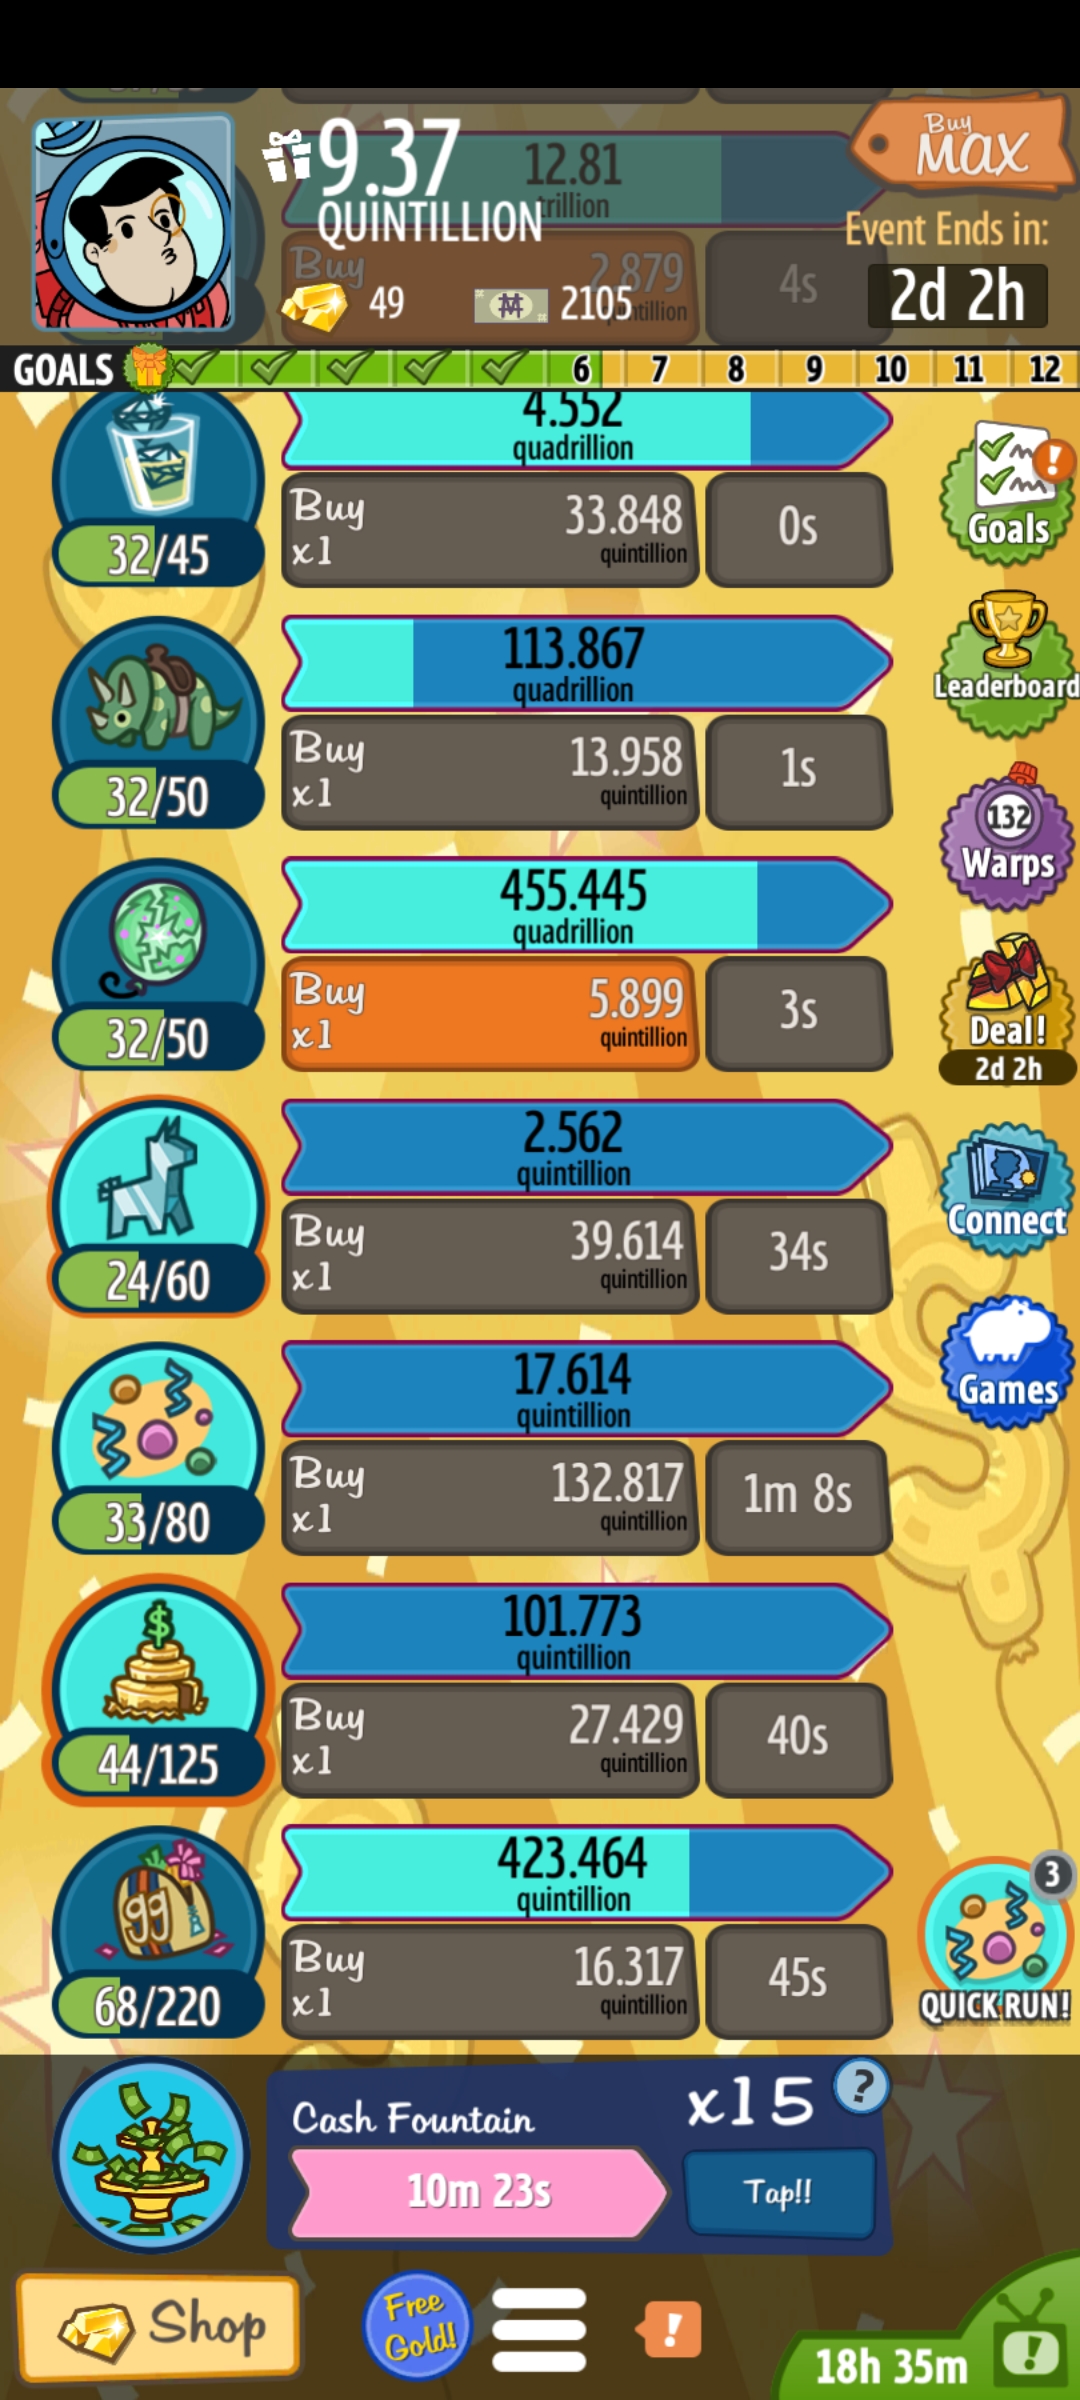 9.37
QUINTILLION
12.81
trillion
Buy
MAX
Event Ends in:
2d 2h
Buy
2.879
4s
49
2105
GOALS 6 7 8 9 10 11 12
4.552
quadrillion
Buy
x1
33.848
quintillion
0s
32/45
Goals
113.867
quadrillion
Buy
x1
13.958
quintillion
1s
32/50
Leaderboard
455.445
quadrillion
Buy
x1
5.899
quintillion
3s
32/50
132
Warps
Deal!
2d 2h
2.562
quintillion
Buy
x1
39.614
quintillion
34s
24/60
Connect
17.614
quintillion
Buy
x1
132.817
quintillion
1m 8s
33/80
Games
101.773
quintillion
$
Buy
x1
27.429
quintillion
40s
44/125
423.464
quintillion
99
Buy
x1
16.317
quintillion
45s
68/220
3
QUICK RUN!
Cash Fountain
x15
?
10m 23s
Tap!!
Shop
Free
Gold!
!
18h 35m
!